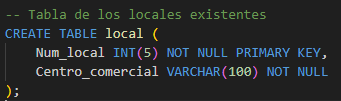 -- Tabla de los locales existentes
CREATE TABLE local (
    Num_local INT(5) NOT NULL PRIMARY KEY,
    Centro_comercial VARCHAR(100) NOT NULL
);